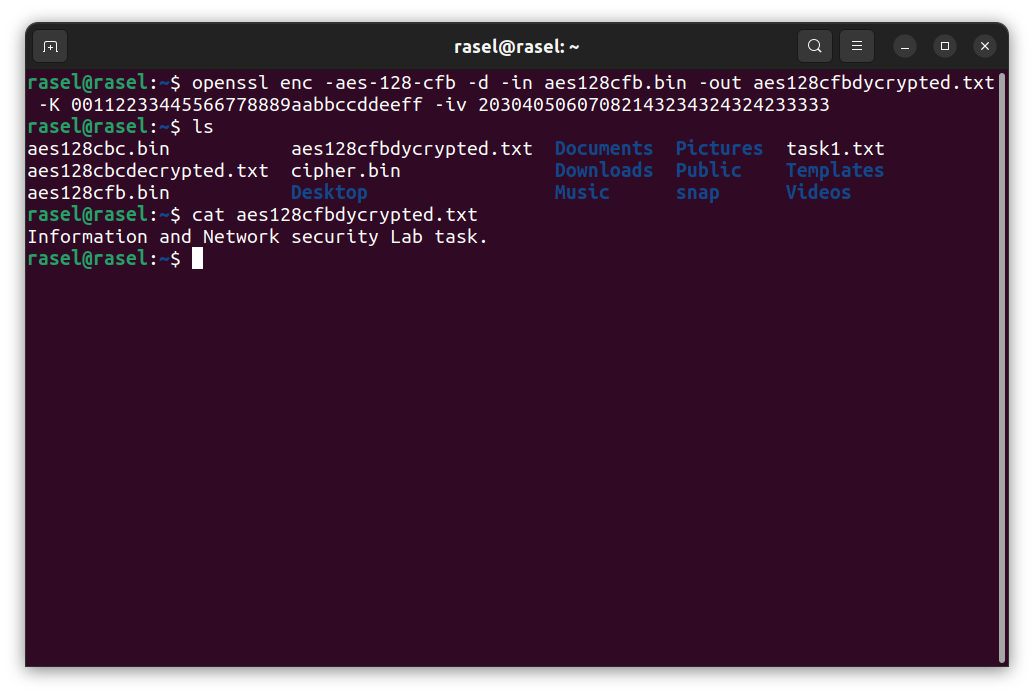 rasel@rasel: ~
rasel@rasel:~$ openssl enc -aes-128-cfb -d -in aes128cfb.bin -out aes128cfbdycrypted.txt
-K 00112233445566778889aabbccddeeff -iv 20304050607082143234324324233333
rasel@rasel:~$ ls
aes128cbc.bin aes128cfbdycrypted.txt Documents Pictures task1.txt
aes128cbcdecrypted.txt cipher.bin Downloads Public Templates
aes128cfb.bin Desktop Music snap Videos
rasel@rasel:~$ cat aes128cfbdycrypted.txt
Information and Network security Lab task.
rasel@rasel:~$